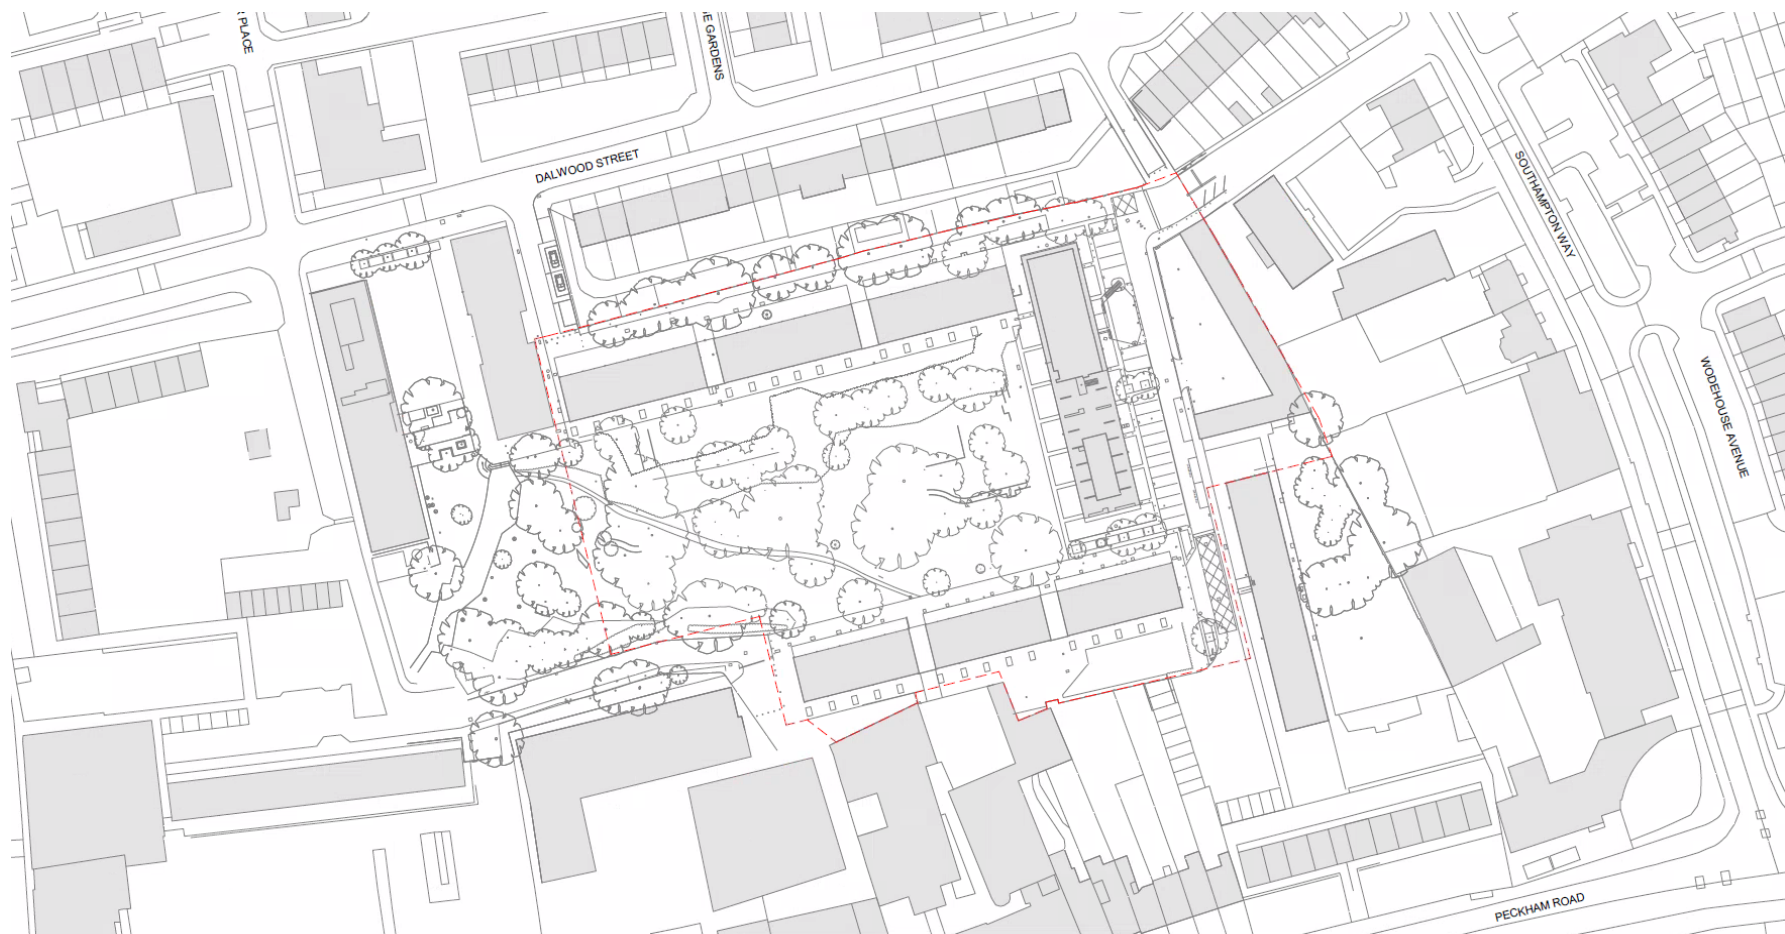 PLACE
GARDENS
DALWOOD STREET
SOUTHAMPTON WAY
WODEHOUSE AVENUE
PECKHAM ROAD